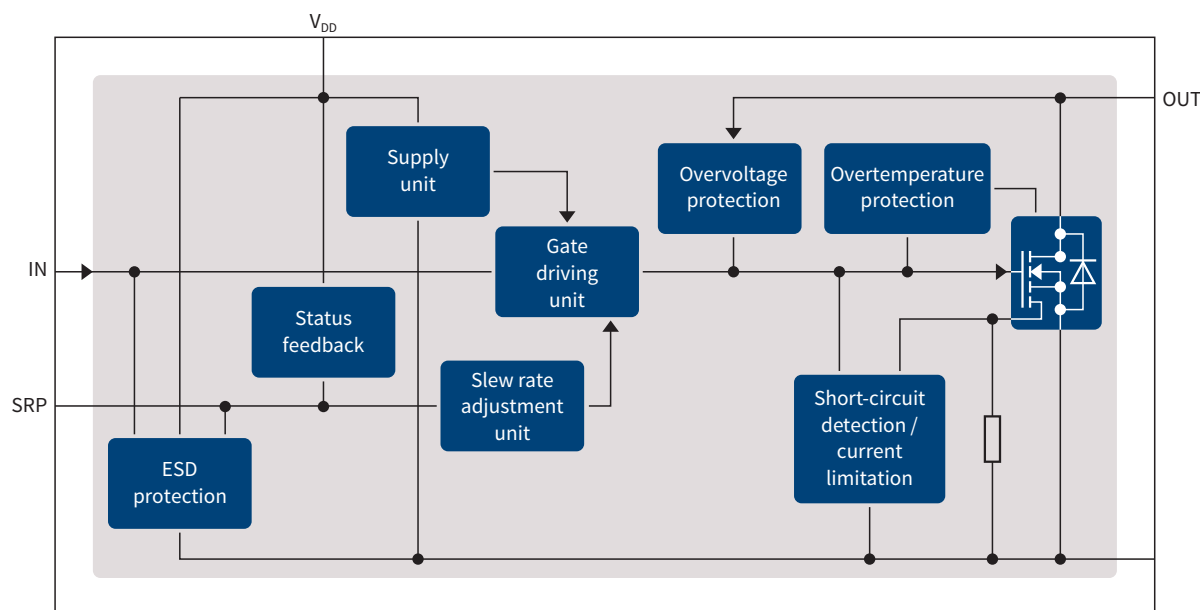 V_DD
OUT
Supply
unit
Overvoltage
protection
Overtemperature
protection
IN
Gate
driving
unit
Status
feedback
SRP
Slew rate
adjustment
unit
Short-circuit
detection /
current
limitation
ESD
protection